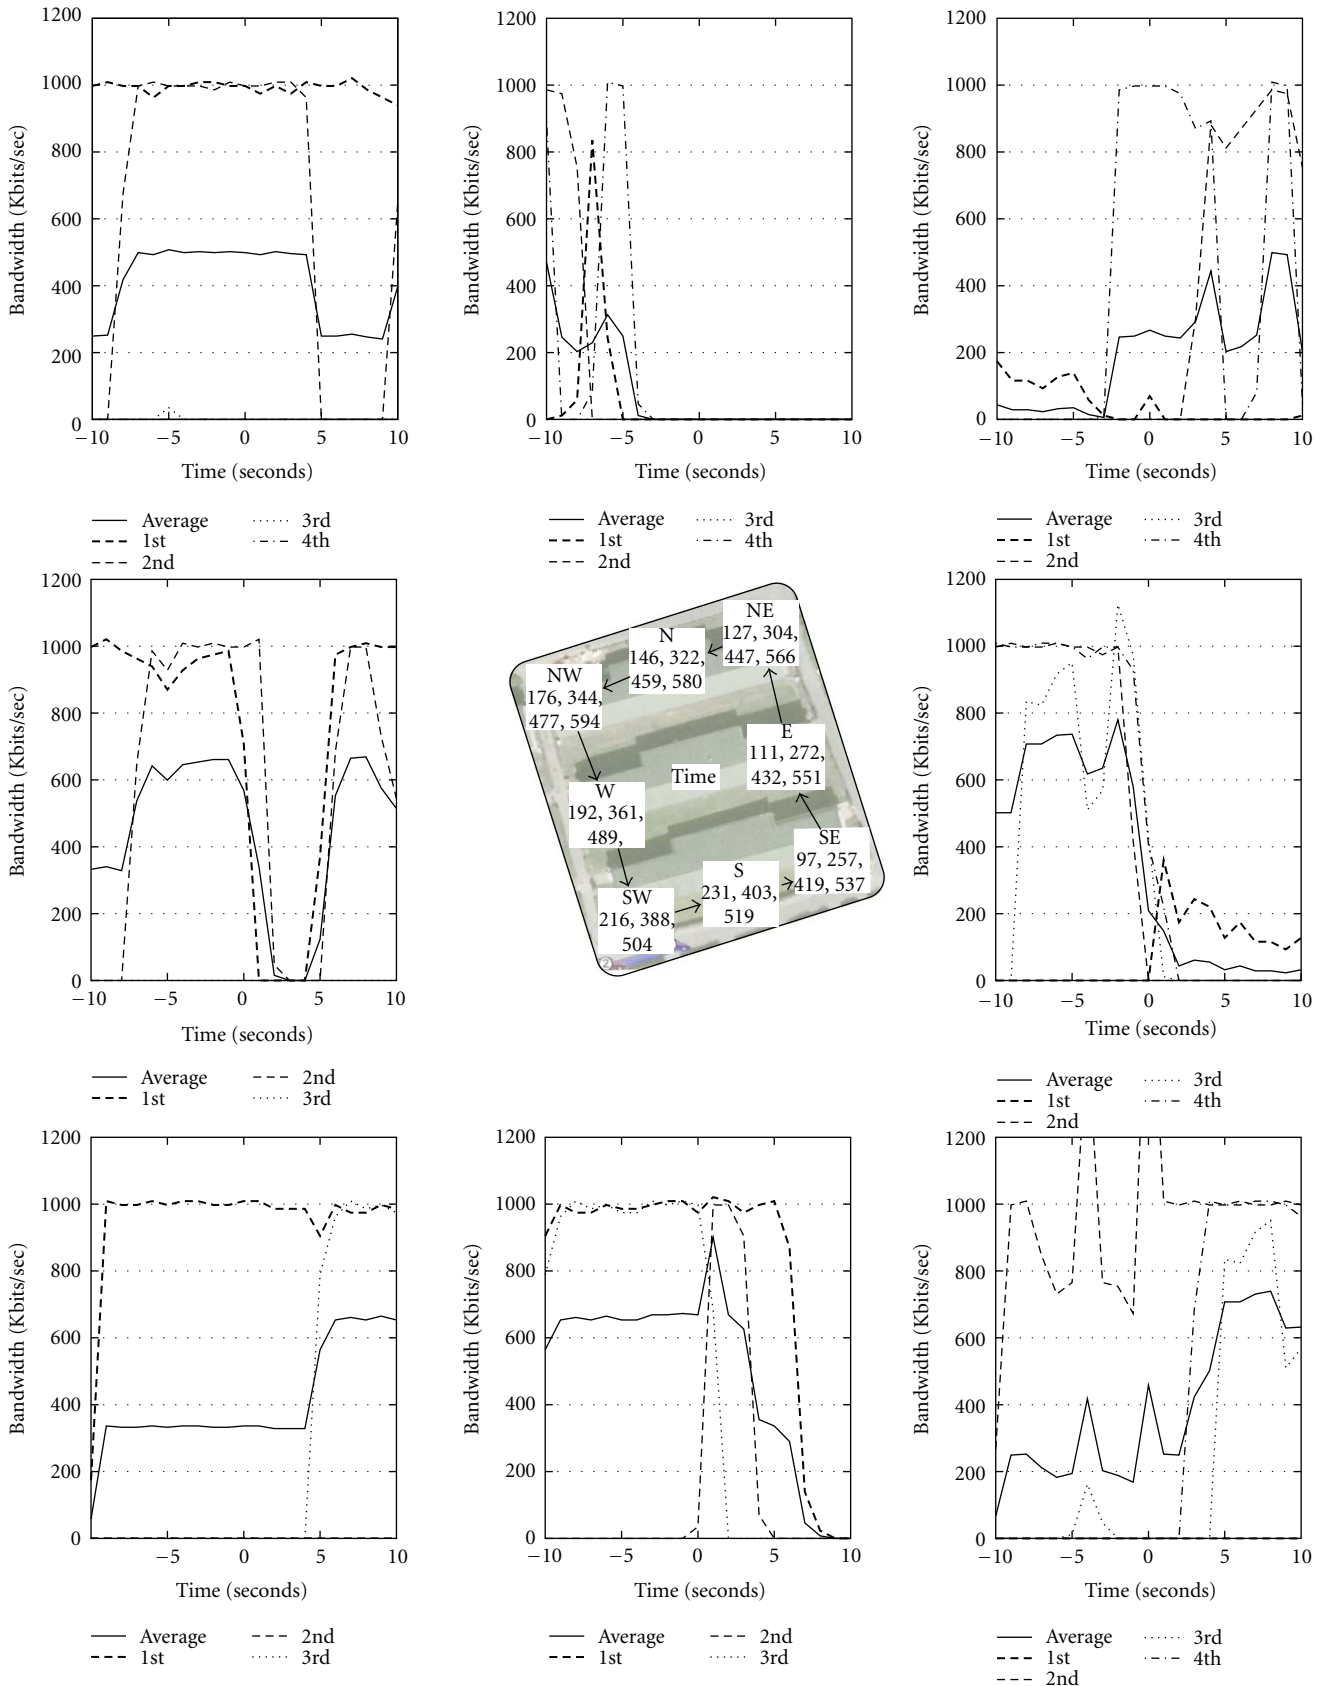 1200
1000
800
600
400
200
0
−10
−5
0
5
10
Bandwidth (Kbits/sec)
Time (seconds)
Average
1st
2nd
3rd
4th
1200
1000
800
600
400
200
0
−10
−5
0
5
10
Bandwidth (Kbits/sec)
Time (seconds)
Average
1st
2nd
3rd
4th
1200
1000
800
600
400
200
0
−10
−5
0
5
10
Bandwidth (Kbits/sec)
Time (seconds)
Average
1st
2nd
3rd
4th
1200
1000
800
600
400
200
0
−10
−5
0
5
10
Bandwidth (Kbits/sec)
Time (seconds)
Average
1st
2nd
3rd
NE
127, 304,
447, 566
N
146, 322,
459, 580
NW
176, 344,
477, 594
E
111, 272,
432, 551
Time
W
192, 361,
489,
SE
97, 257,
419, 537
S
231, 403,
519
SW
216, 388,
504
2
1200
1000
800
600
400
200
0
−10
−5
0
5
10
Bandwidth (Kbits/sec)
Time (seconds)
Average
1st
2nd
3rd
4th
1200
1000
800
600
400
200
0
−5
0
5
10
Bandwidth (Kbits/sec)
Time (seconds)
Average
1st
2nd
3rd
1200
1000
800
600
400
200
0
−10
−5
0
5
10
Bandwidth (Kbits/sec)
Time (seconds)
Average
1st
2nd
3rd
1200
1000
800
600
400
200
0
−10
−5
0
5
10
Bandwidth (Kbits/sec)
Time (seconds)
Average
1st
2nd
3rd
4th